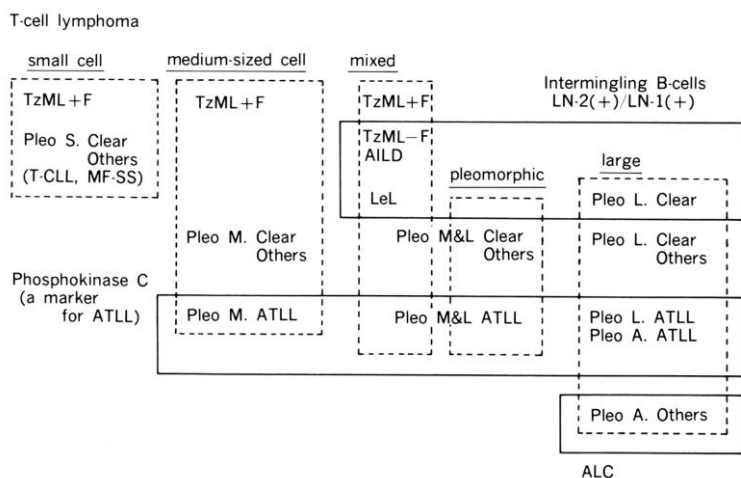 T-cell lymphoma
small cell
medium-sized cell
mixed
Intermingling B-cells
LN-2(+)/LN-1(+)
TzML+F
TzML+F
TzML+F
TzML−F
AILD
Pleo S. Clear
Others
(T-CLL, MF-SS)
pleomorphic
large
LeL
Pleo L. Clear
Pleo M. Clear
Others
Pleo M&L Clear
Others
Pleo L. Clear
Others
Phosphokinase C
(a marker
for ATLL)
Pleo M. ATLL
Pleo M&L ATLL
Pleo L. ATLL
Pleo A. ATLL
Pleo A. Others
ALC